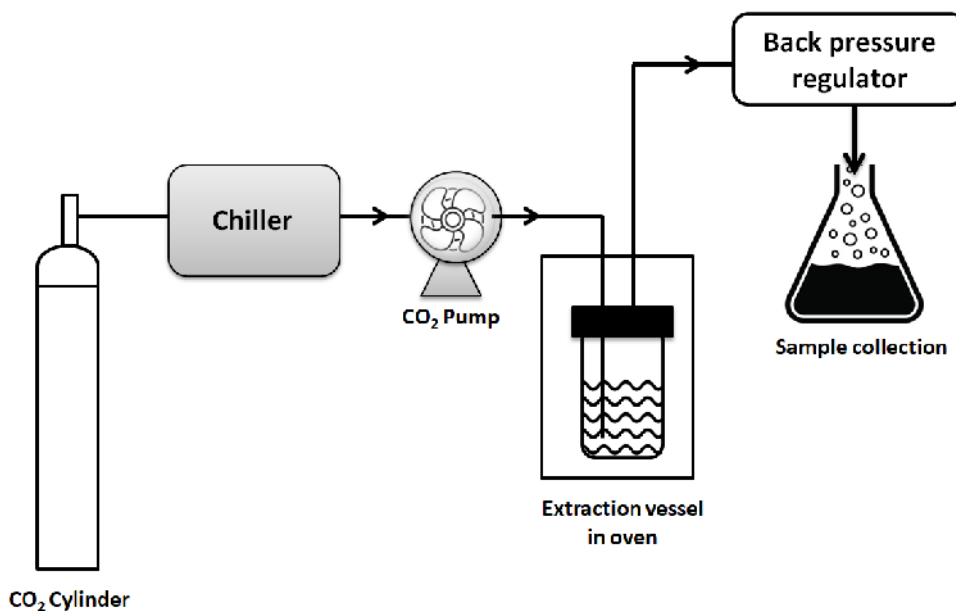 Back pressure
regulator
Chiller
CO₂ Pump
Sample collection
Extraction vessel
in oven
CO₂ Cylinder